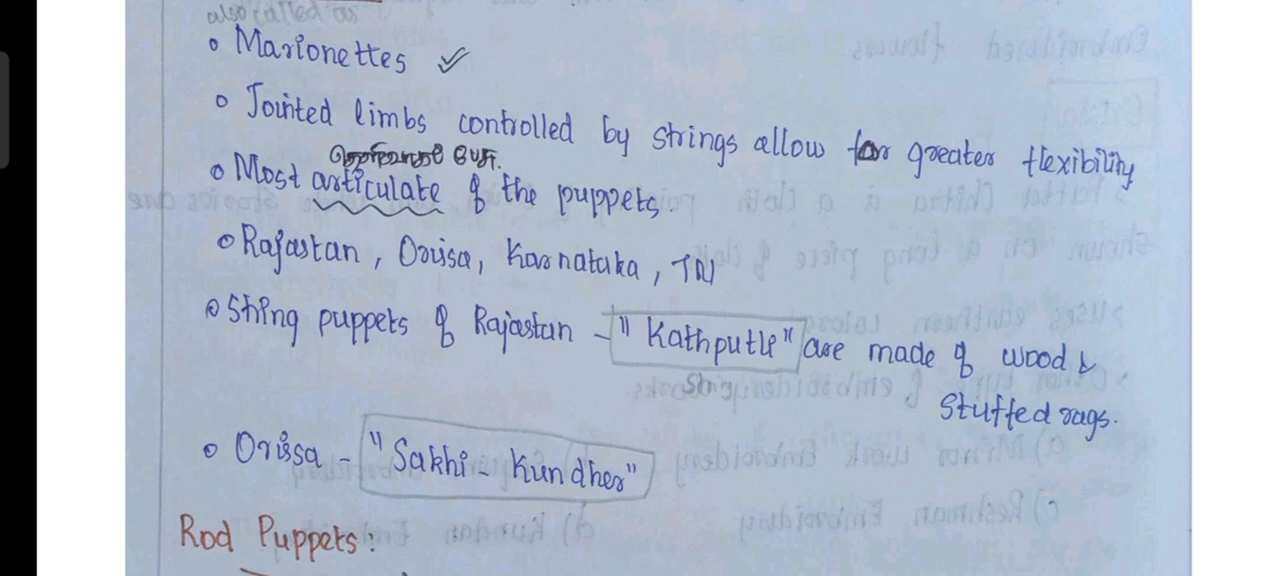 also called as
• Marionettes ✓
• Jointed limbs controlled by strings allow for greater flexibility
• Most articulate of the puppets.
• Rajastan, Orissa, Karnataka, TN
• String puppets of Rajastan - "Kathputli" are made of wood &
Stuffed rags.
• Orissa - "Sakhi- Kundhei"
Rod Puppets: